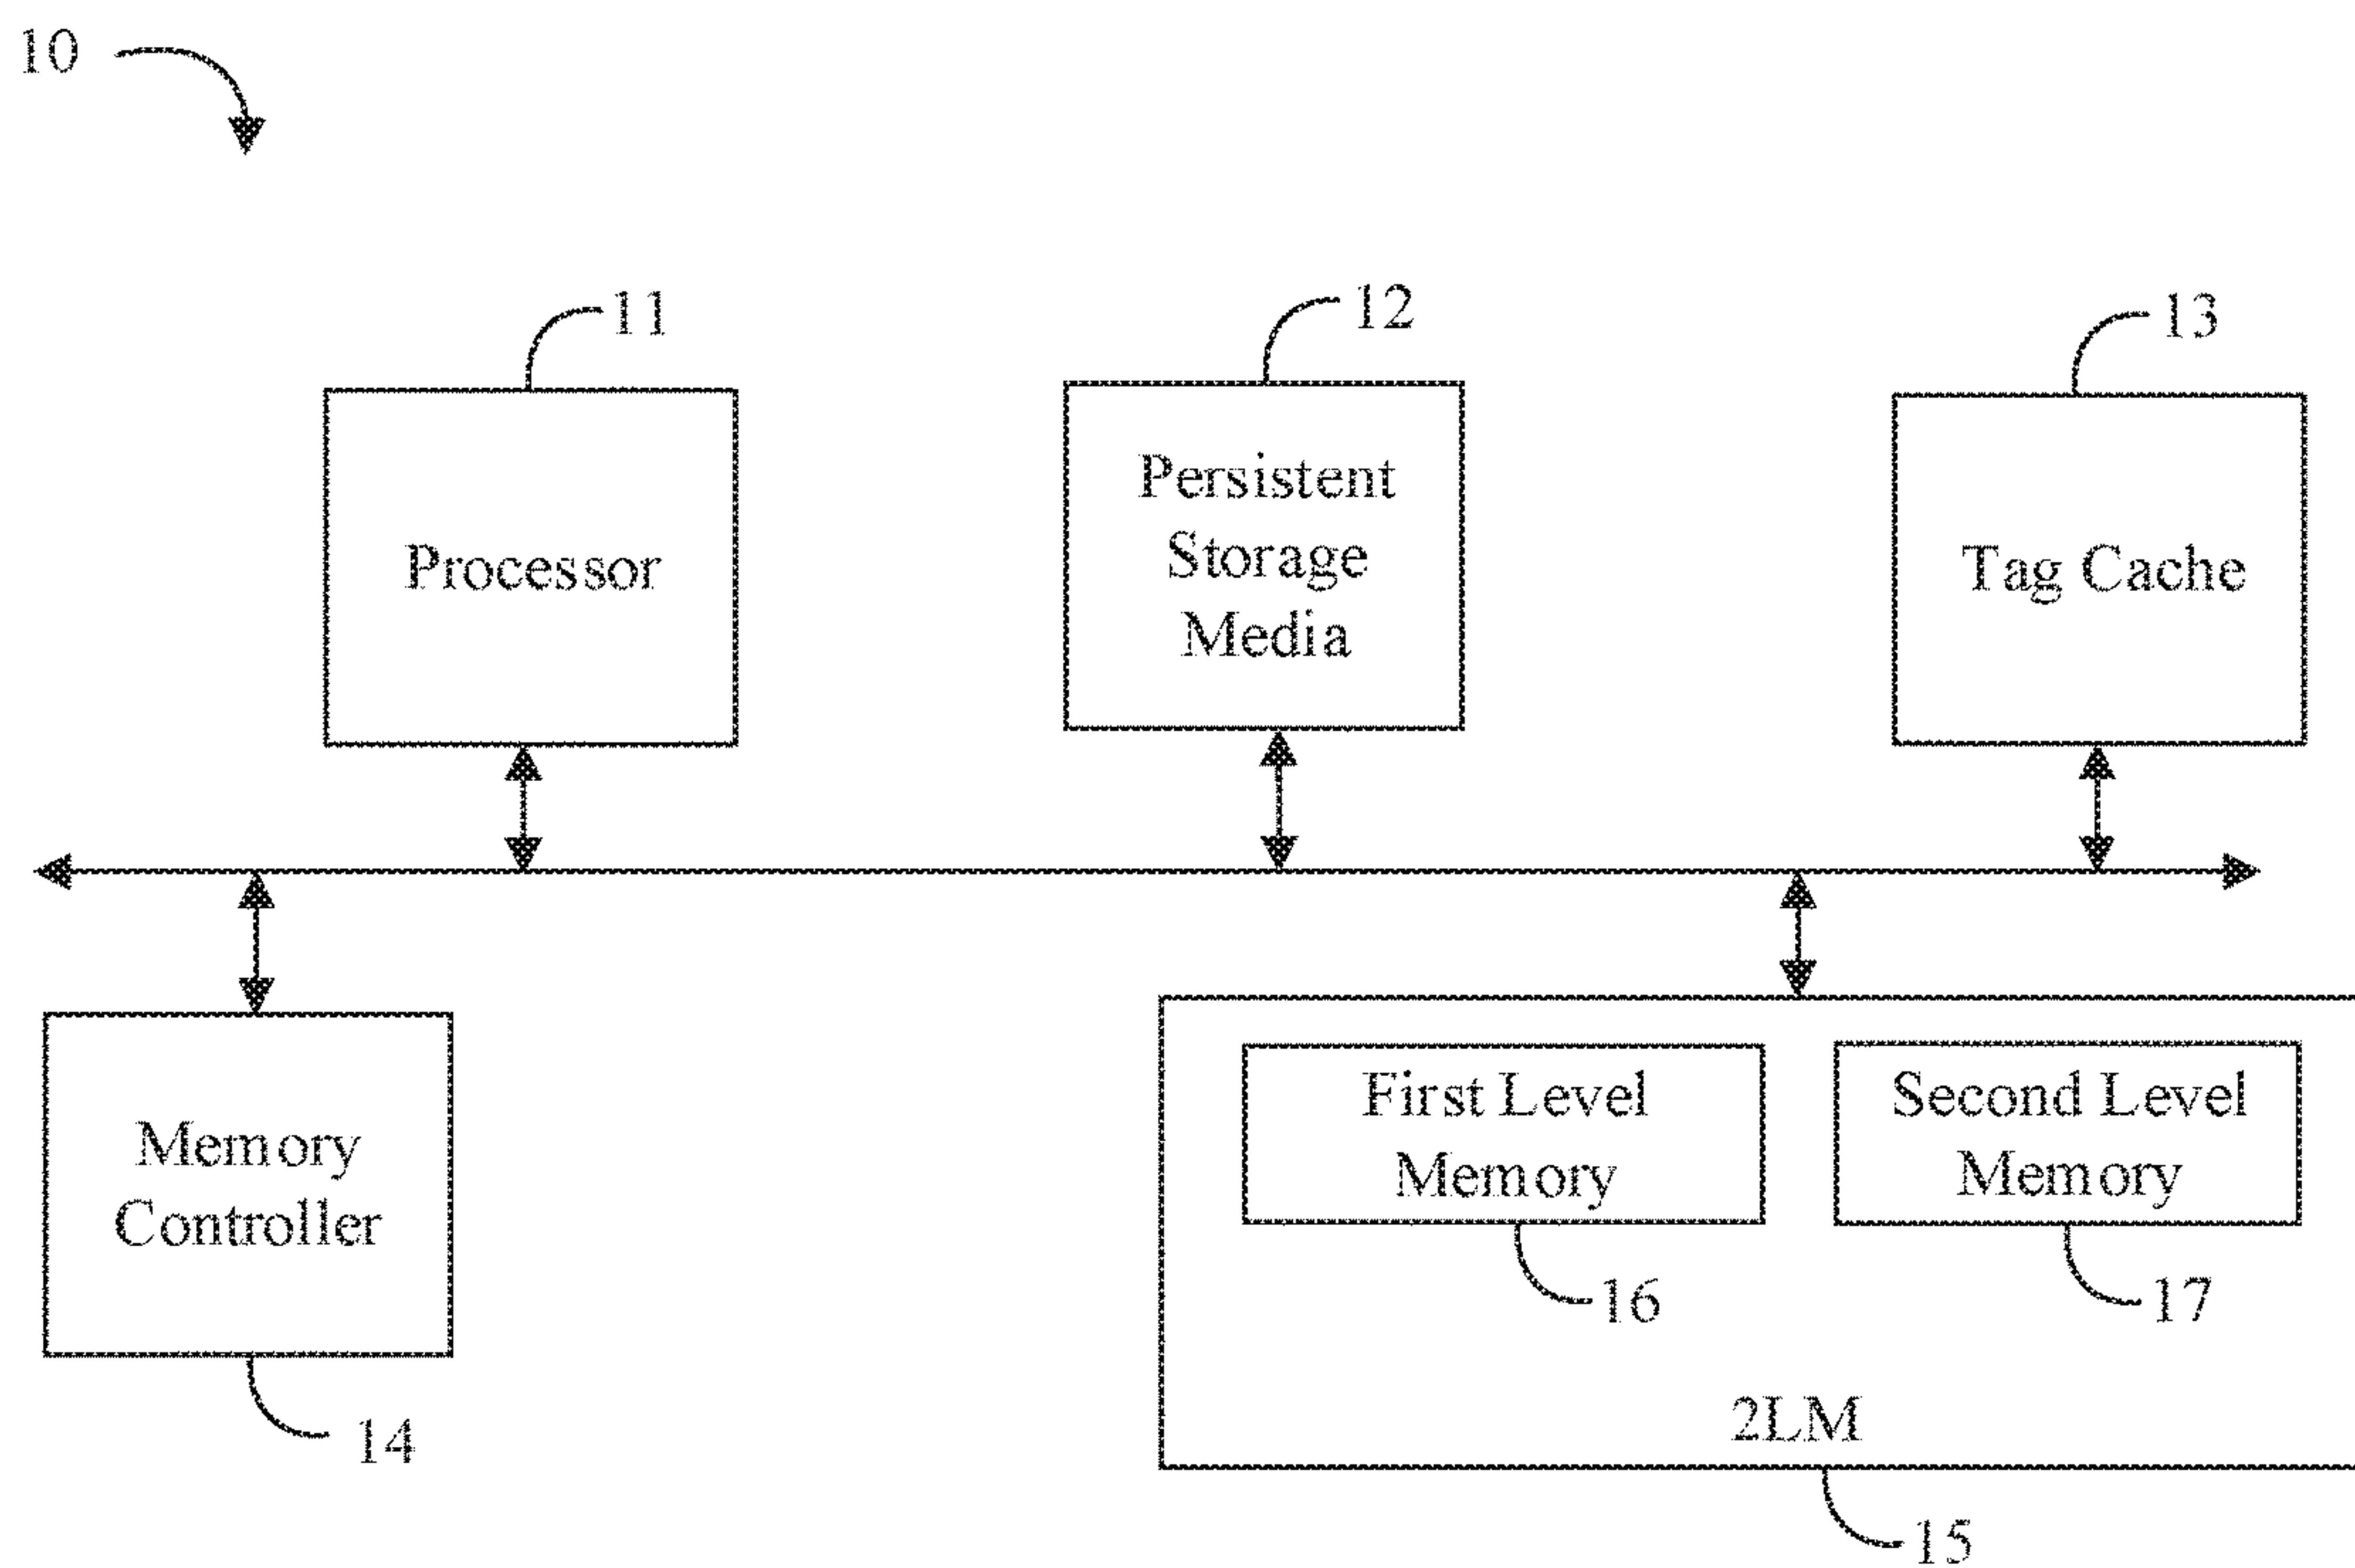 10
11
12
13
Processor
Persistent
Storage
Media
Tag Cache
Memory
Controller
14
First Level
Memory
16
Second Level
Memory
17
2LM
15